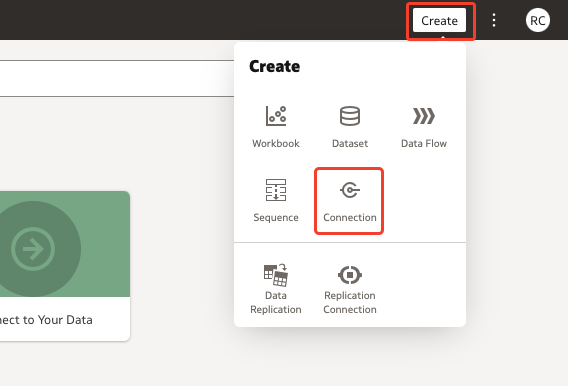 Create
RC
Create
Workbook
Dataset
Data Flow
Sequence
Connection
Data
Replication
Replication
Connection
nect to Your Data